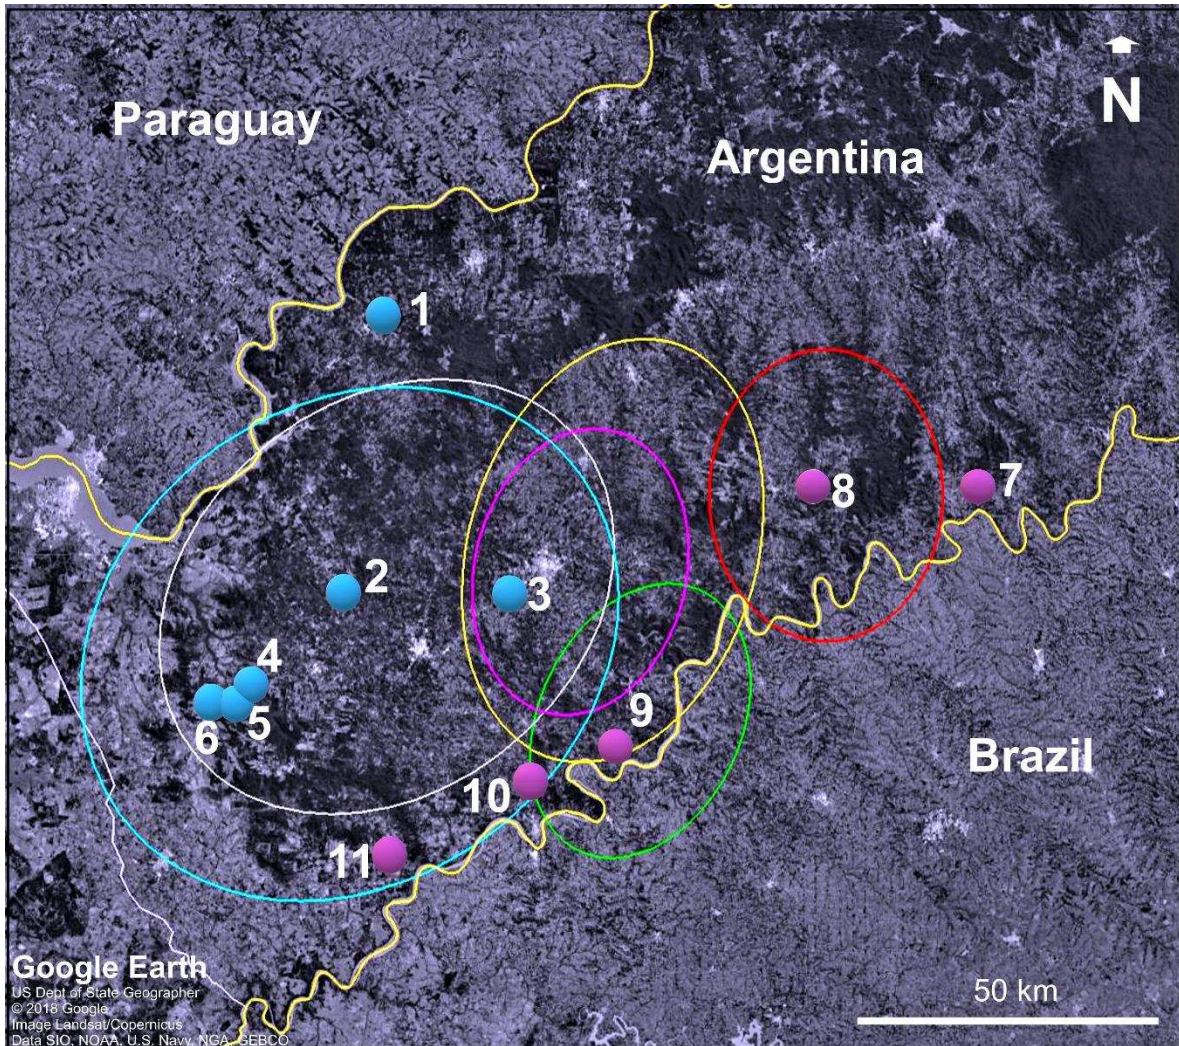 Paraguay
Argentina
N
1
8
7
2
3
4
6
5
9
10
11
Brazil
Google Earth
US Dept of State Geographer
© 2018 Google
Image Landsat/Copernicus
Data SIO, NOAA, U.S. Navy, NGA, GEBCO
50 km